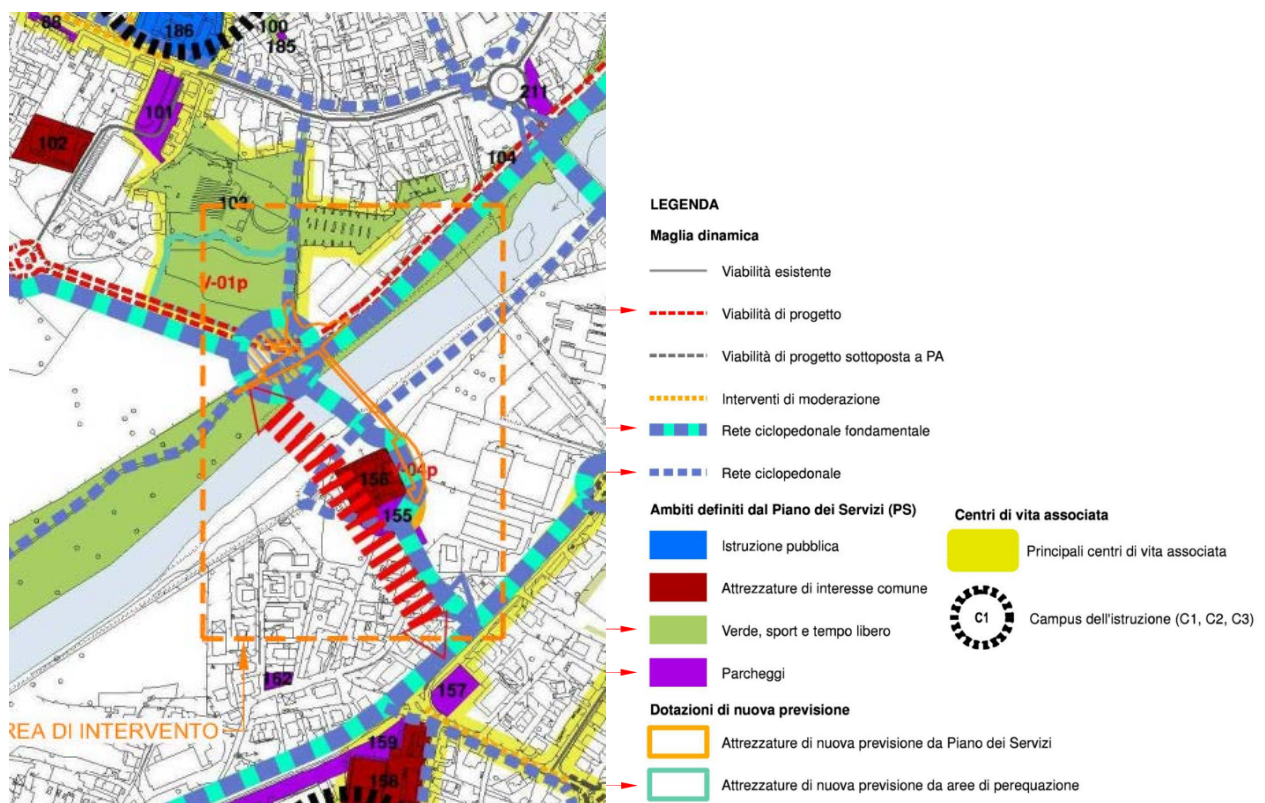 88
186
100
185
101
211
102
104
103
V-01p
156
V-04p
155
162
157
REA DI INTERVENTO
159
158
LEGENDA
Maglia dinamica
Viabilità esistente
Viabilità di progetto
Viabilità di progetto sottoposta a PA
Interventi di moderazione
Rete ciclopedonale fondamentale
Rete ciclopedonale
Ambiti definiti dal Piano dei Servizi (PS)
Istruzione pubblica
Attrezzature di interesse comune
Verde, sport e tempo libero
Parcheggi
Dotazioni di nuova previsione
Attrezzature di nuova previsione da Piano dei Servizi
Attrezzature di nuova previsione da aree di perequazione
Centri di vita associata
Principali centri di vita associata
C1
Campus dell'istruzione (C1, C2, C3)